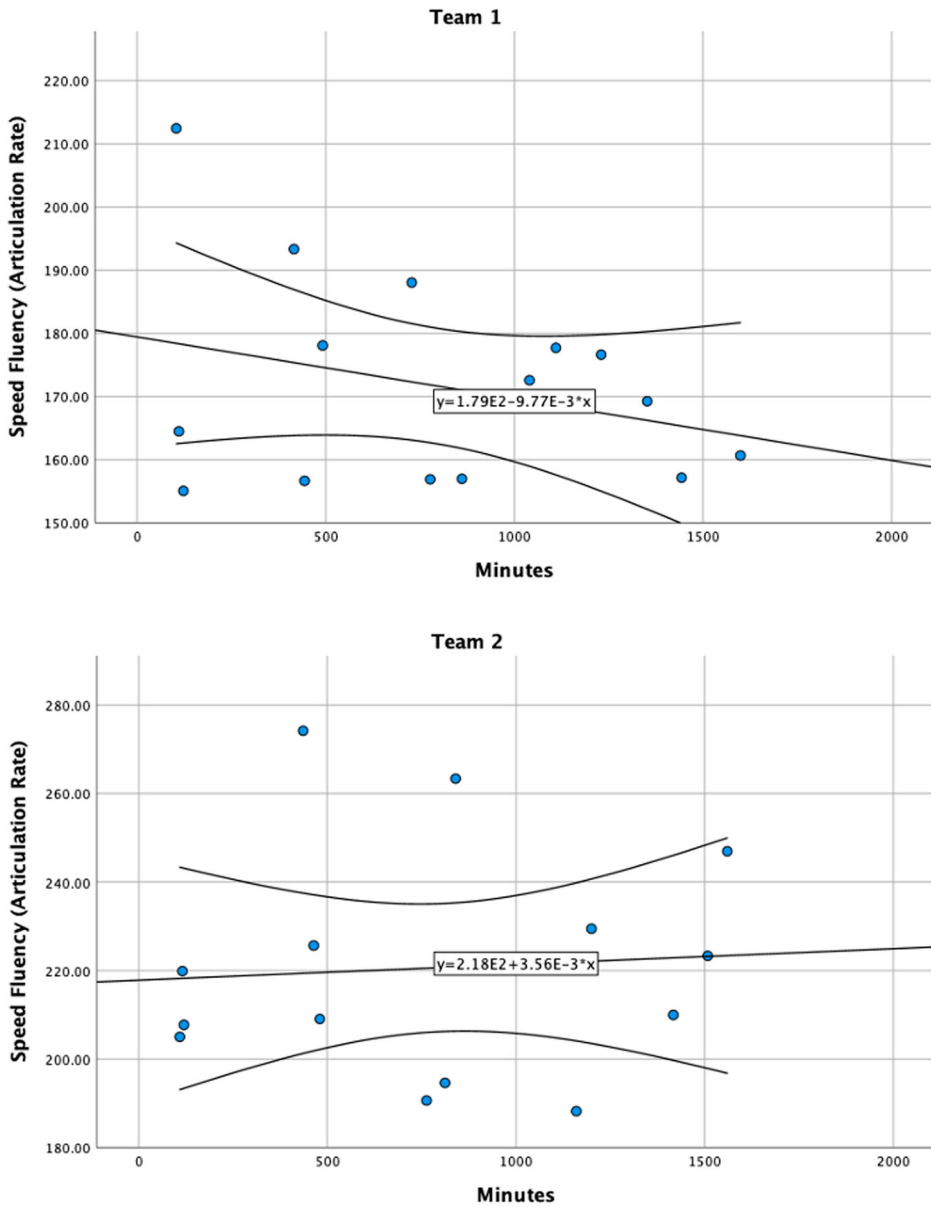 Team 1
Speed Fluency (Articulation Rate)
220.00
210.00
200.00
190.00
180.00
170.00
160.00
150.00
y=1.79E2-9.77E-3*x
0 500 1000 1500 2000
Minutes
Team 2
Speed Fluency (Articulation Rate)
280.00
260.00
240.00
220.00
200.00
180.00
y=2.18E2+3.56E-3*x
0 500 1000 1500 2000
Minutes